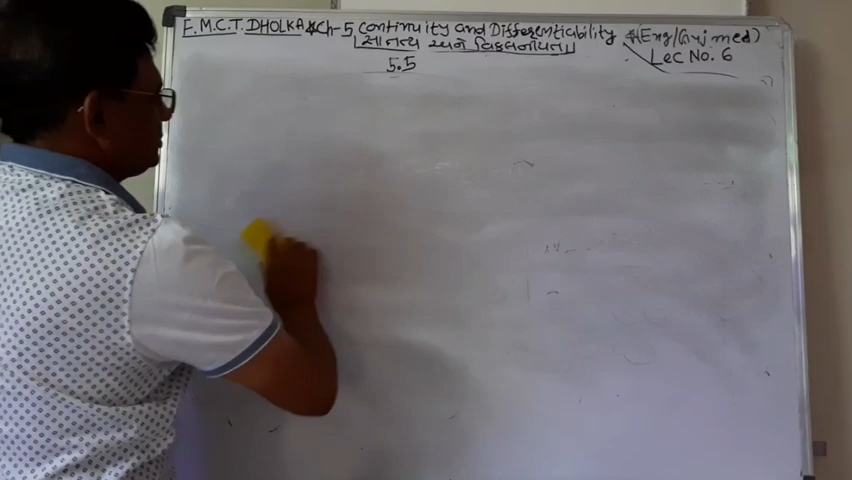 F.M.C.T. DHOLKA Ch-5 Continuity and Differentiability (Eng/Guj med)
સાતત્ય અને વિકલનીયતા
Lec No. 6
5.5